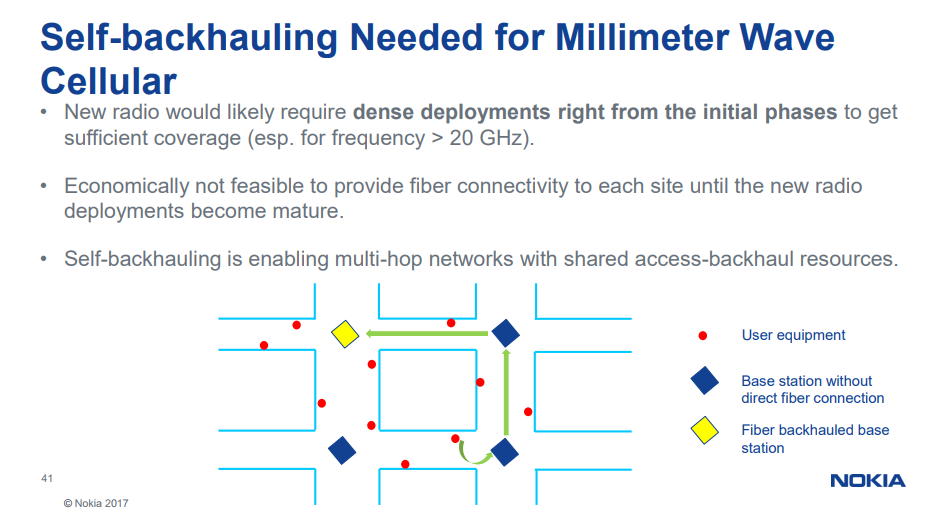 Self-backhauling Needed for Millimeter Wave
Cellular
• New radio would likely require dense deployments right from the initial phases to get
sufficient coverage (esp. for frequency > 20 GHz).
• Economically not feasible to provide fiber connectivity to each site until the new radio
deployments become mature.
• Self-backhauling is enabling multi-hop networks with shared access-backhaul resources.
User equipment
Base station without
direct fiber connection
Fiber backhauled base
station
41
© Nokia 2017
NOKIA